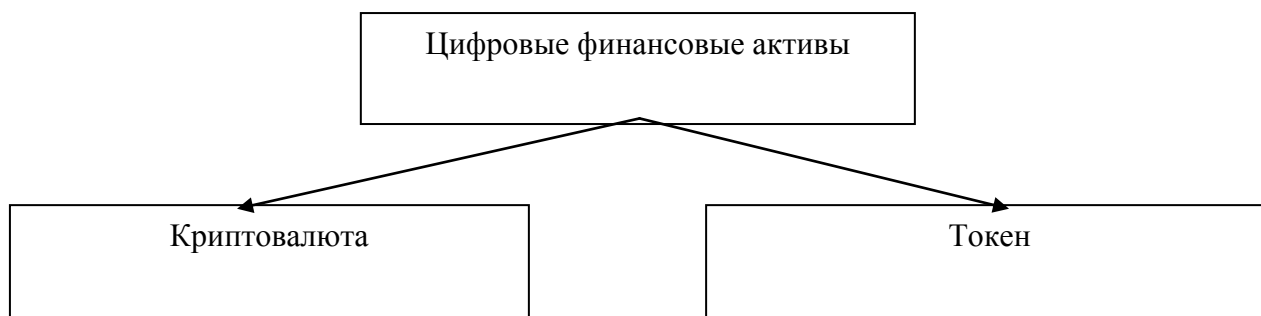 Цифровые финансовые активы
Криптовалюта
Токен